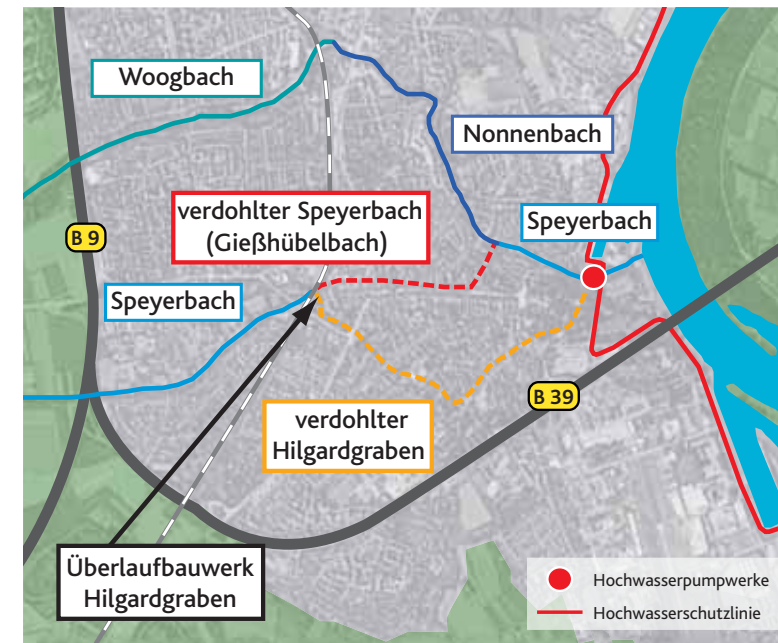 Woogbach
Nonnenbach
verdohlter Speyerbach
(Gießhübelbach)
Speyerbach
B 9
Speyerbach
B 39
verdohlter
Hilgardgraben
Überlaufbauwerk
Hilgardgraben
Hochwasserpumpwerke
Hochwasserschutzlinie